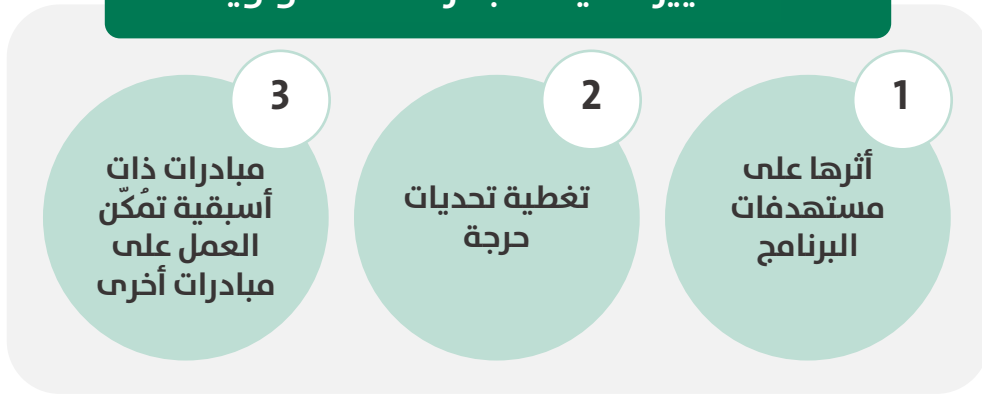 1
أثرها على
مستهدفات
البرنامج
2
تغطية تحديات
حرجة
3
مبادرات ذات
أسبقية تمُكّن
العمل على
مبادرات أخرى